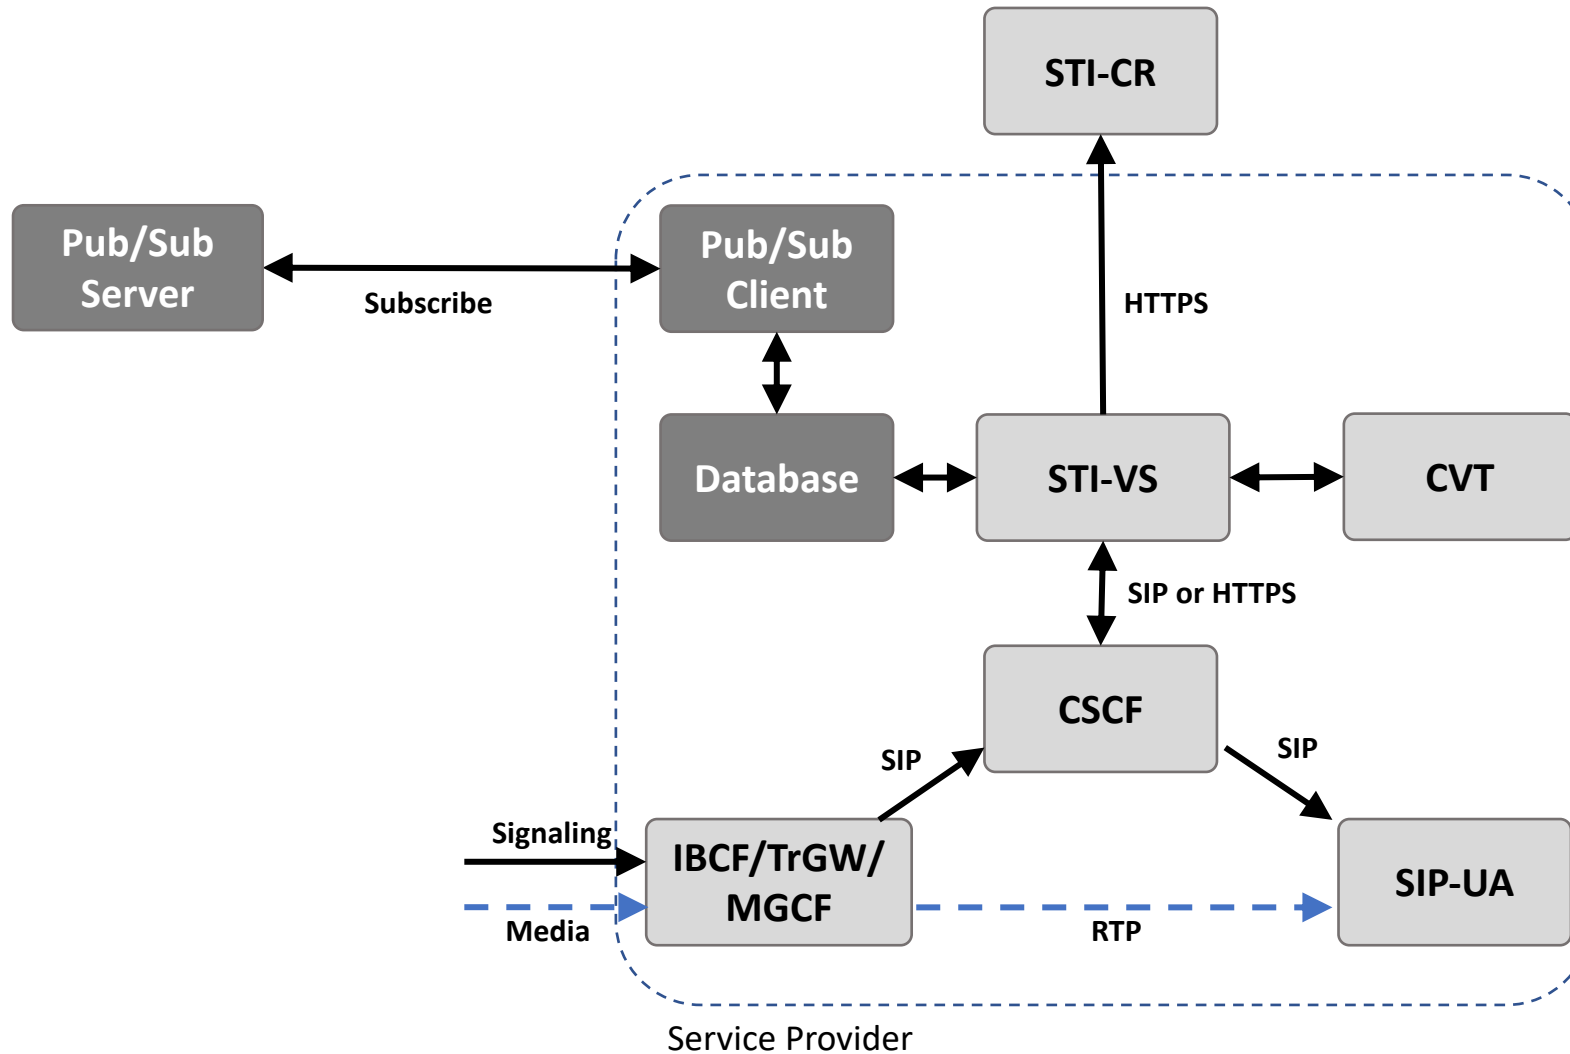 STI-CR
Pub/Sub
Server
Subscribe
Pub/Sub
Client
HTTPS
Database
STI-VS
CVT
SIP or HTTPS
CSCF
SIP
SIP
Signaling
IBCF/TrGW/
MGCF
Media
RTP
SIP-UA
Service Provider